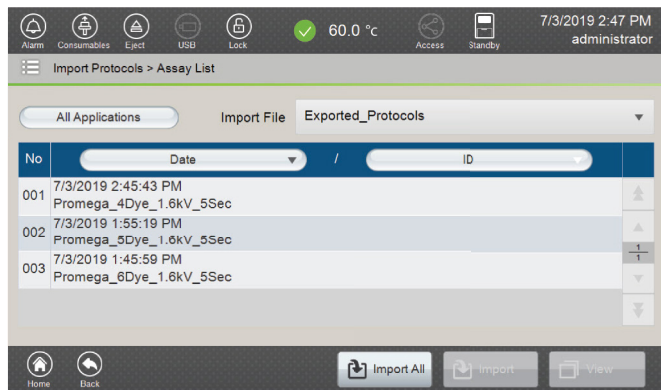 7/3/2019 2:47 PM
60.0 °c
administrator
Alarm Consumables Eject USB Lock Access Standby
Import Protocols > Assay List
All Applications Import File Exported_Protocols
No Date / ID
001 7/3/2019 2:45:43 PM
Promega_4Dye_1.6kV_5Sec
002 7/3/2019 1:55:19 PM
Promega_5Dye_1.6kV_5Sec
003 7/3/2019 1:45:59 PM
Promega_6Dye_1.6kV_5Sec
1
1
Import All Import View
Home Back